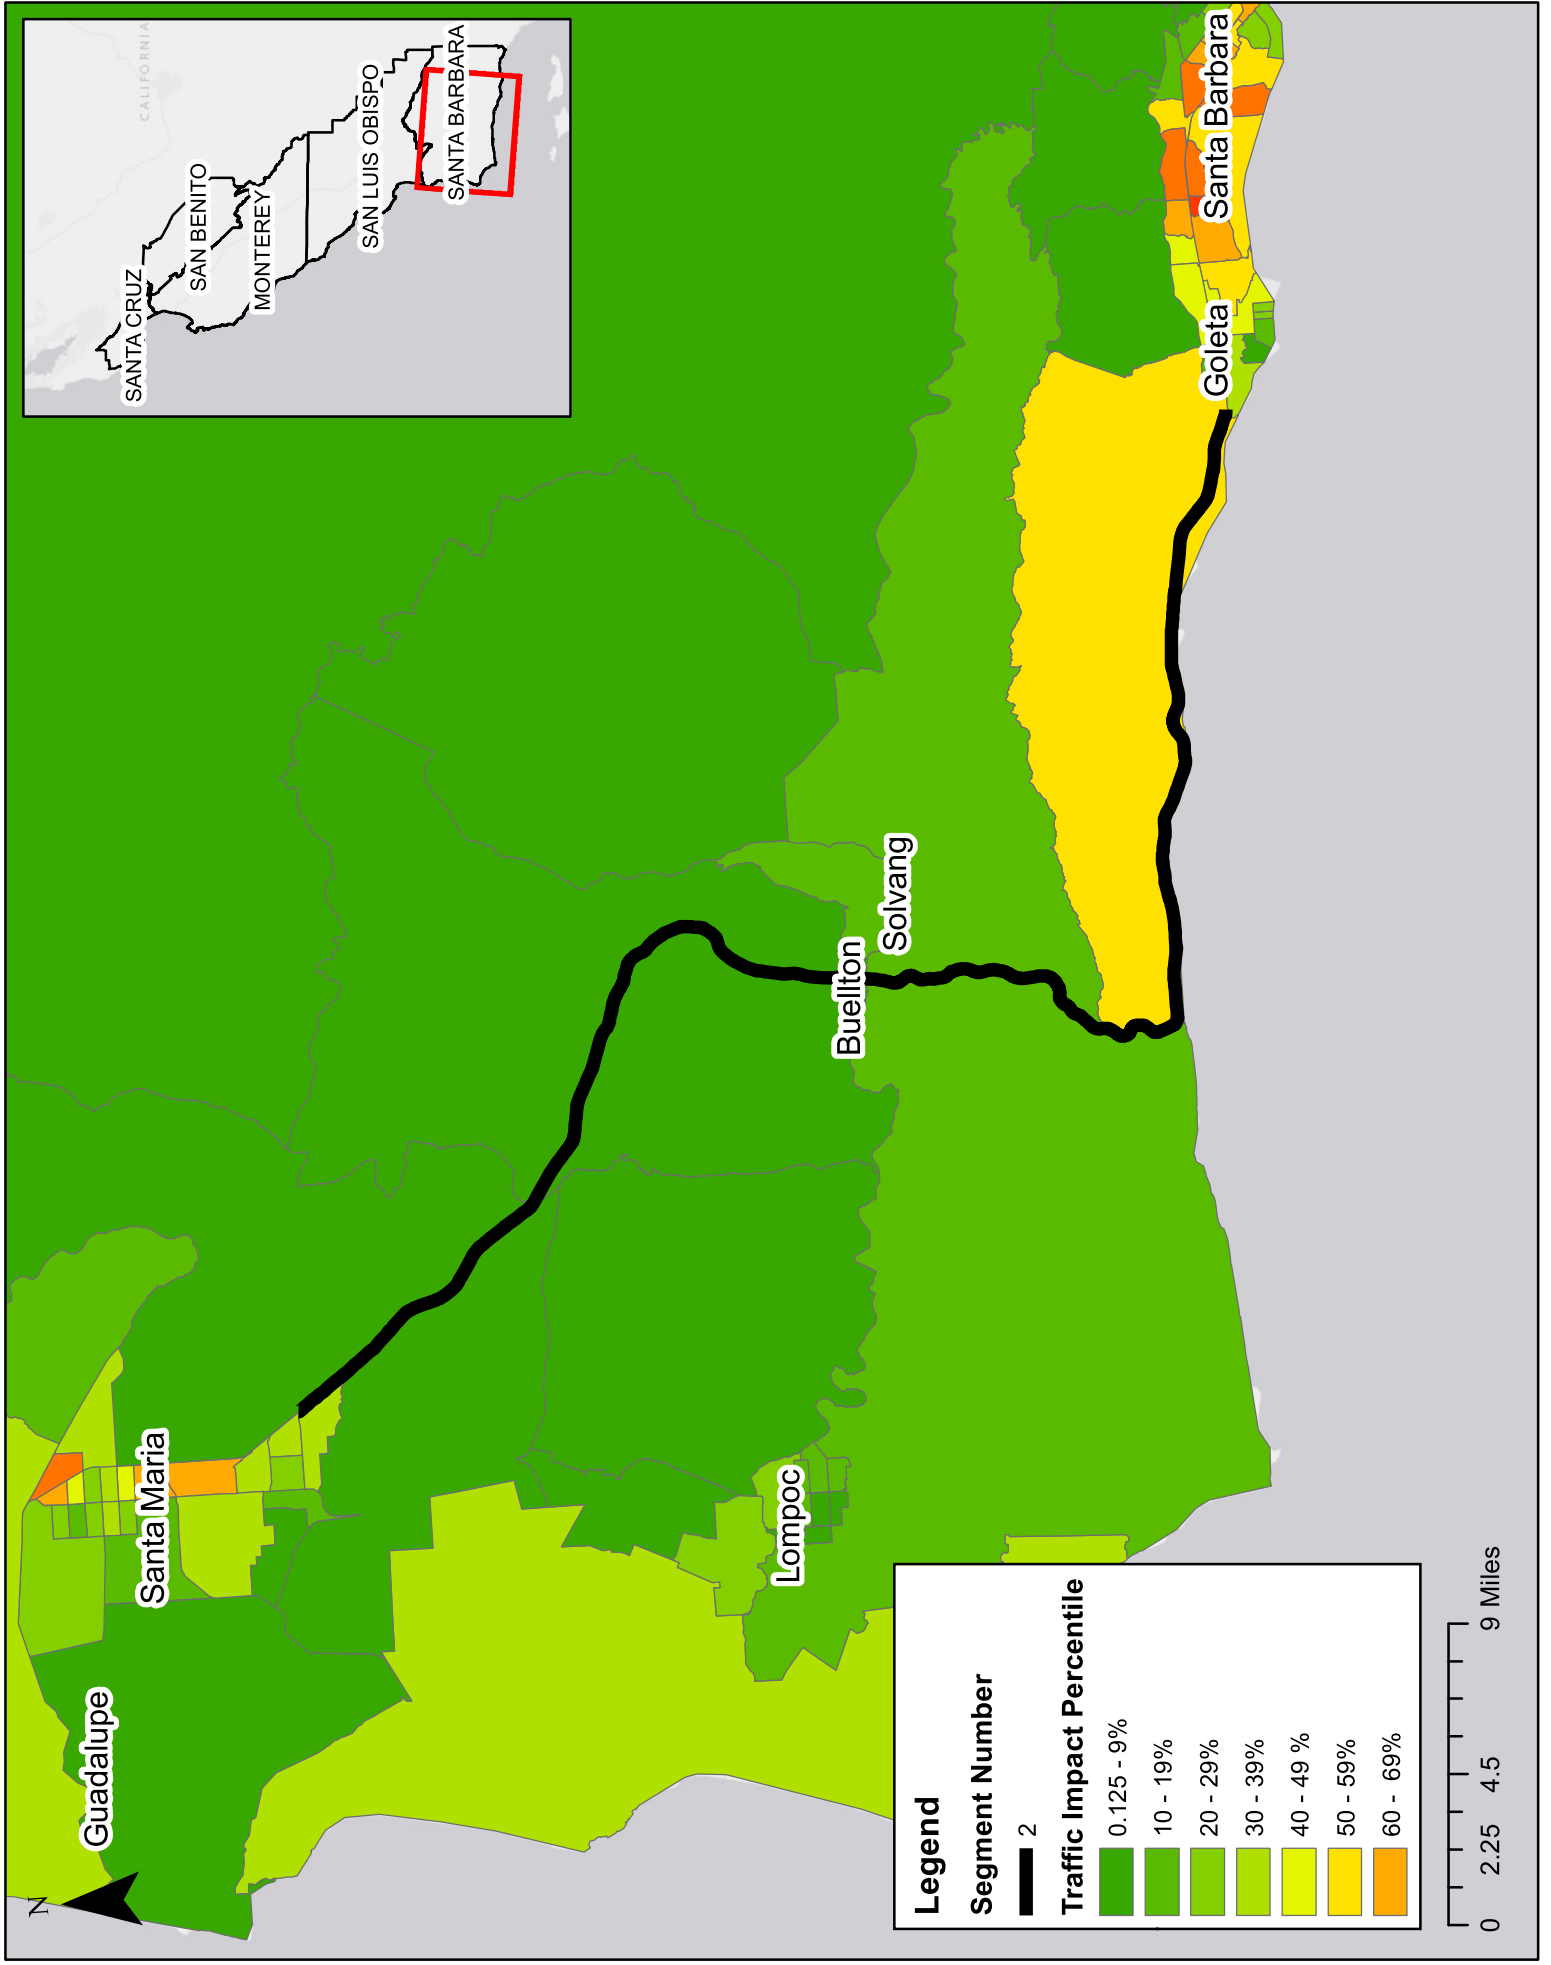 CALIFORNIA
SANTA CRUZ
SAN BENITO
MONTEREY
SAN LUIS OBISPO
SANTA BARBARA
N
Guadalupe
Santa Maria
Lompoc
Buellton
Solvang
Goleta
Santa Barbara
Legend
Segment Number
2
Traffic Impact Percentile
0.125 - 9%
10 - 19%
20 - 29%
30 - 39%
40 - 49 %
50 - 59%
60 -  69%
0 2.25 4.5 9 Miles